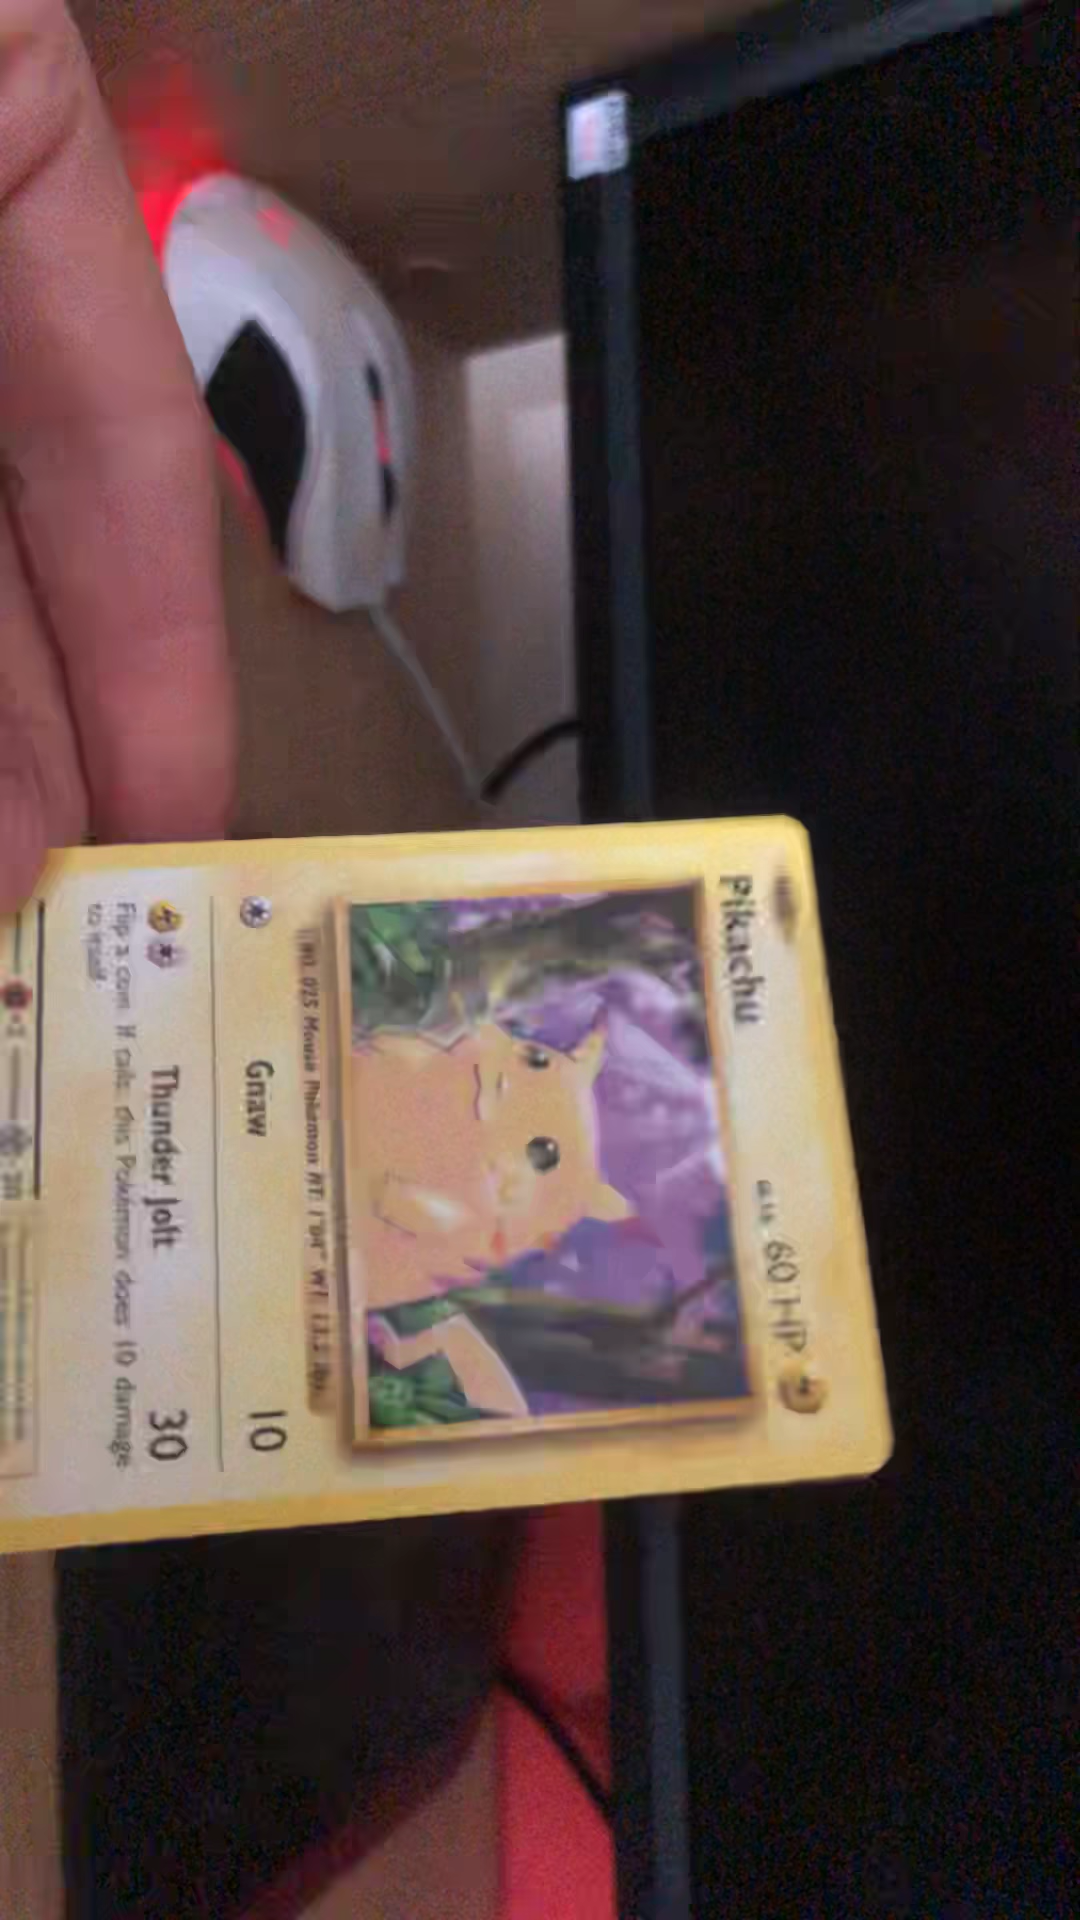 Pikachu
60 HP
NO. 025 Mouse Pokémon HT: 1'04" WT: 13.2 lbs.
Gnaw 10
Thunder Jolt 30
Flip a coin. If tails, this Pokémon does 10 damage
to itself.